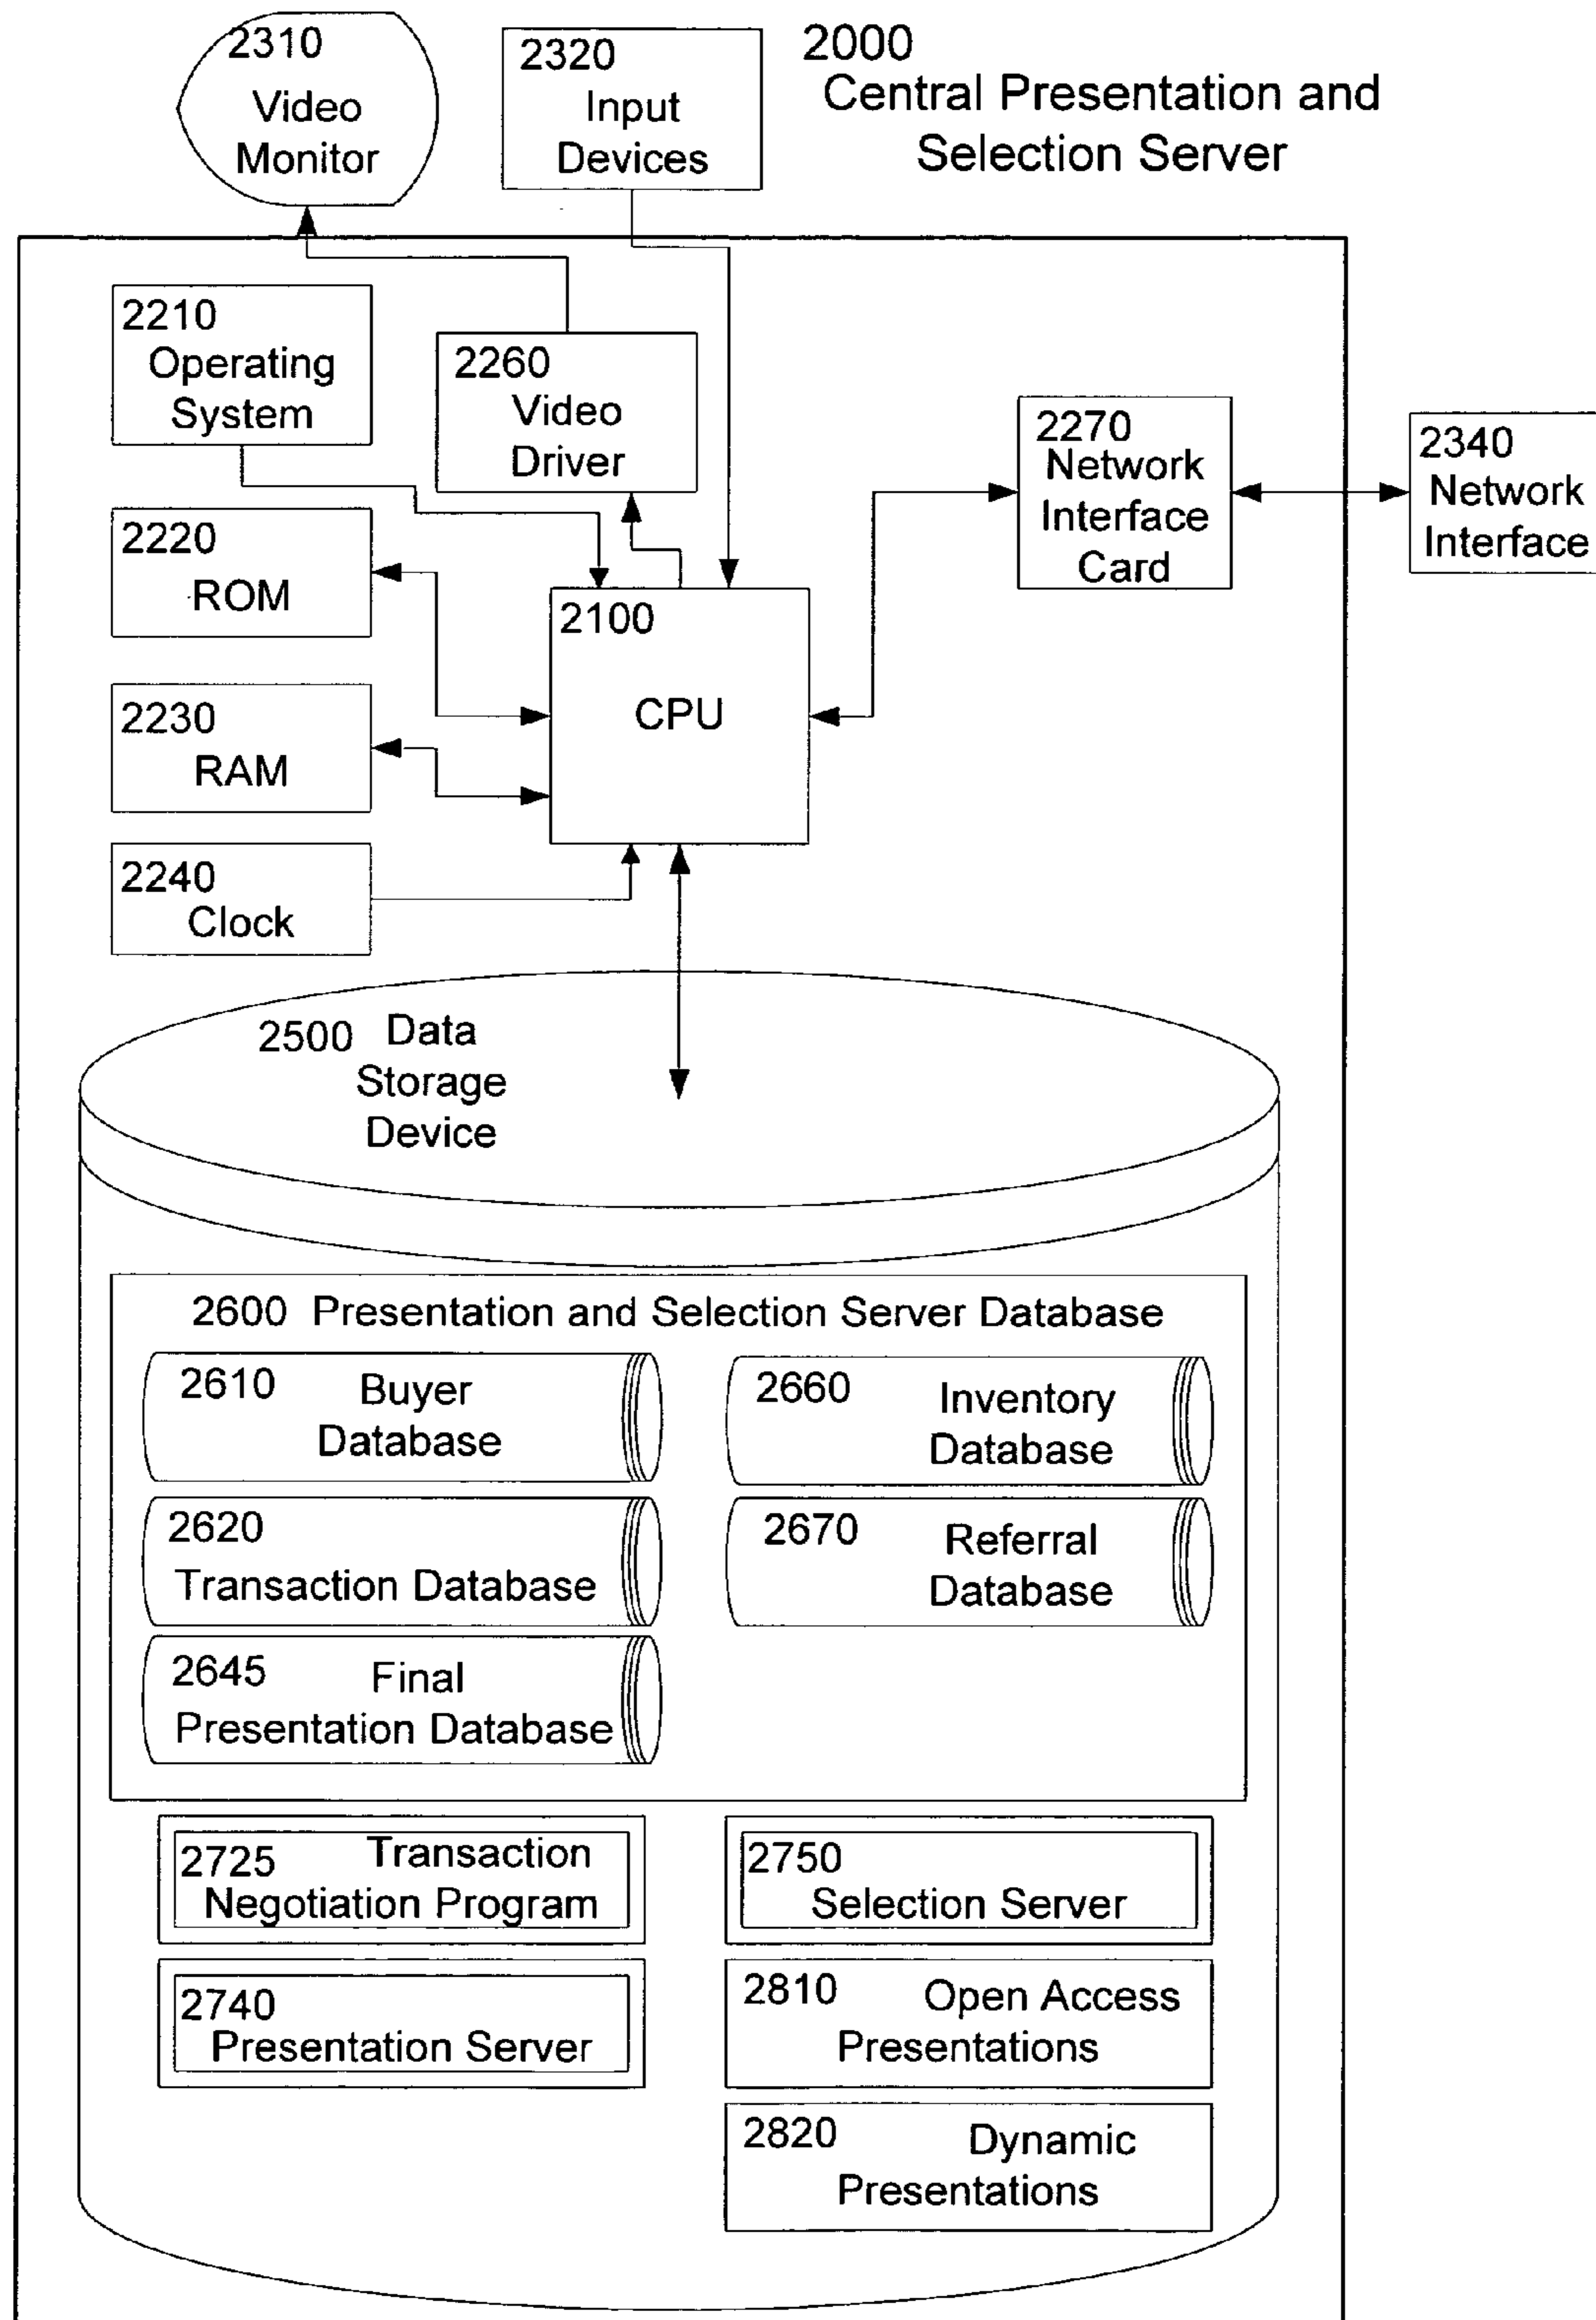 2310
Video
Monitor
2320
Input
Devices
2000
Central Presentation and
Selection Server
2210
Operating
System
2260
Video
Driver
2270
Network
Interface
Card
2340
Network
Interface
2220
ROM
2100
CPU
2230
RAM
2240
Clock
2500 Data
Storage
Device
2600 Presentation and Selection Server Database
2610 Buyer
Database
2660 Inventory
Database
2620
Transaction Database
2670 Referral
Database
2645 Final
Presentation Database
2725 Transaction
Negotiation Program
2750
Selection Server
2740
Presentation Server
2810 Open Access
Presentations
2820 Dynamic
Presentations